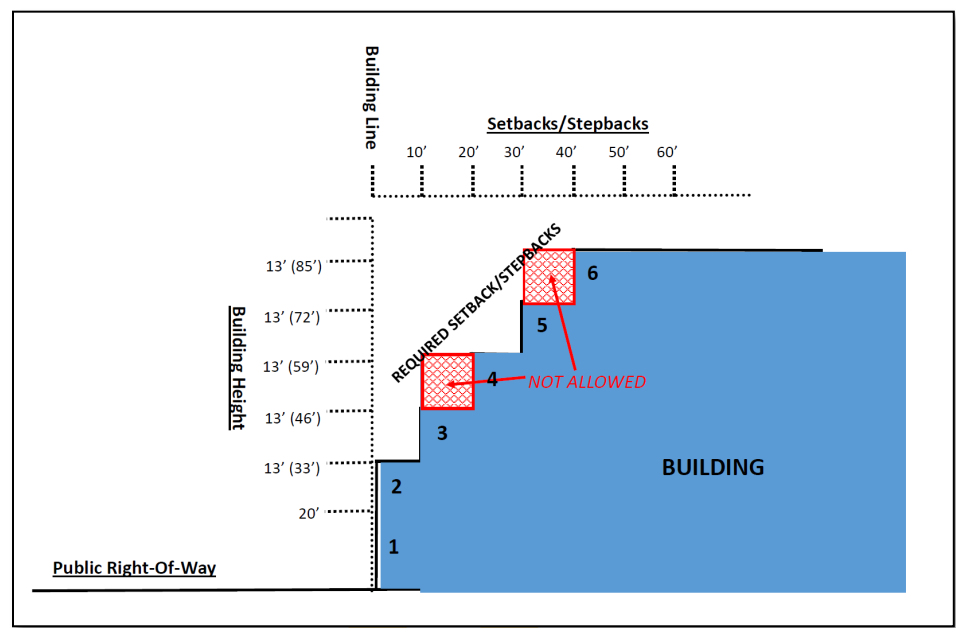 Building Line
Setbacks/Stepbacks
10’ 20’ 30’ 40’ 50’ 60’
REQUIRED SETBACK/STEPBACKS
Building Height
13’ (85’)
13’ (72’)
13’ (59’)
13’ (46’)
13’ (33’)
20’
6
5
4
NOT ALLOWED
3
2
1
BUILDING
Public Right-Of-Way